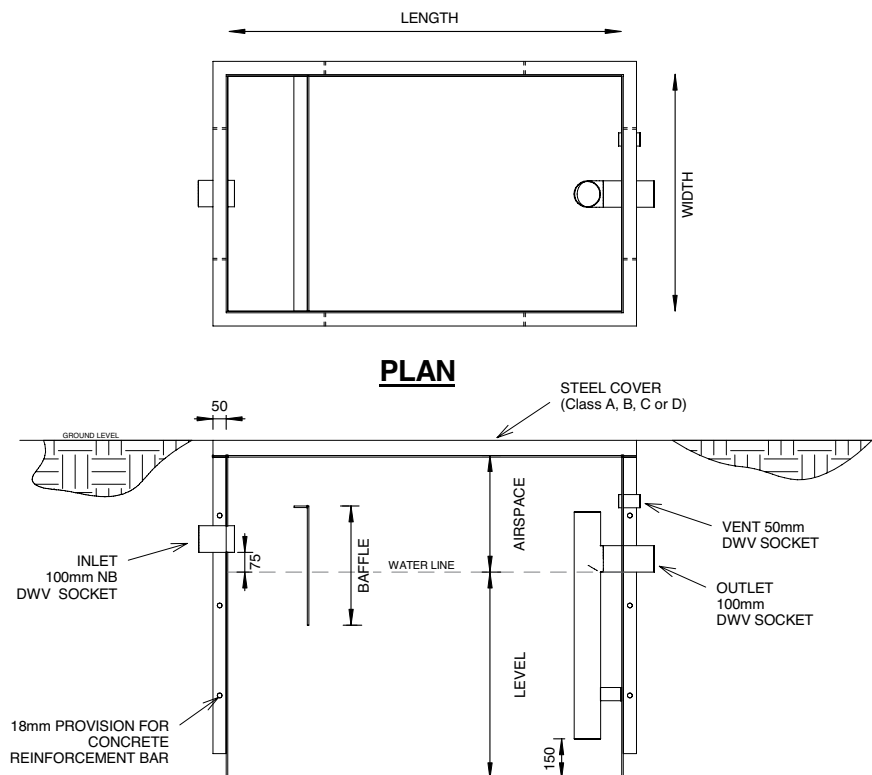 LENGTH
WIDTH
PLAN
STEEL COVER
(Class A, B, C or D)
50
GROUND LEVEL
AIRSPACE
VENT 50mm
DWV SOCKET
INLET
100mm NB
DWV SOCKET
75
BAFFLE
WATER LINE
OUTLET
100mm
DWV SOCKET
LEVEL
18mm PROVISION FOR
CONCRETE
REINFORCEMENT BAR
150